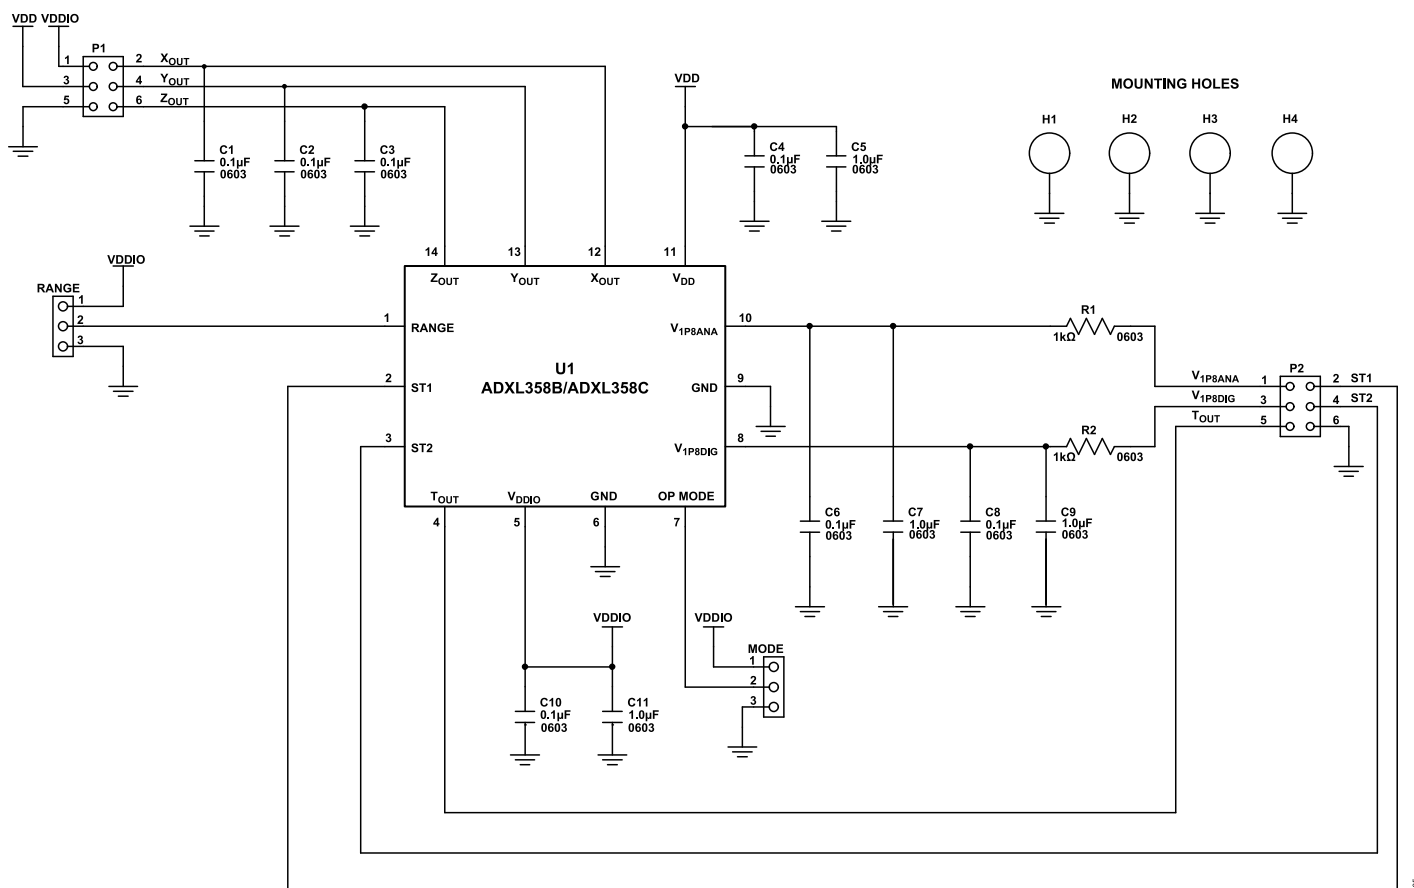 VDD VDDIO
P1
1 2 XOUT
3 4 YOUT
5 6 ZOUT
C1
0.1µF
0603
C2
0.1µF
0603
C3
0.1µF
0603
VDD
C4
0.1µF
0603
C5
1.0µF
0603
MOUNTING HOLES
H1 H2 H3 H4
VDDIO
RANGE
1
2
3
14 13 12 11
ZOUT YOUT XOUT VDD
1 RANGE
2 ST1
3 ST2
U1
ADXL358B/ADXL358C
V1P8ANA 10
GND 9
V1P8DIG 8
TOUT VDDIO GND OP MODE
4 5 6 7
R1
1kΩ 0603
R2
1kΩ 0603
P2
V1P8ANA 1 2 ST1
V1P8DIG 3 4 ST2
TOUT 5 6
C6
0.1µF
0603
C7
1.0µF
0603
C8
0.1µF
0603
C9
1.0µF
0603
VDDIO
C10
0.1µF
0603
C11
1.0µF
0603
VDDIO
MODE
1
2
3